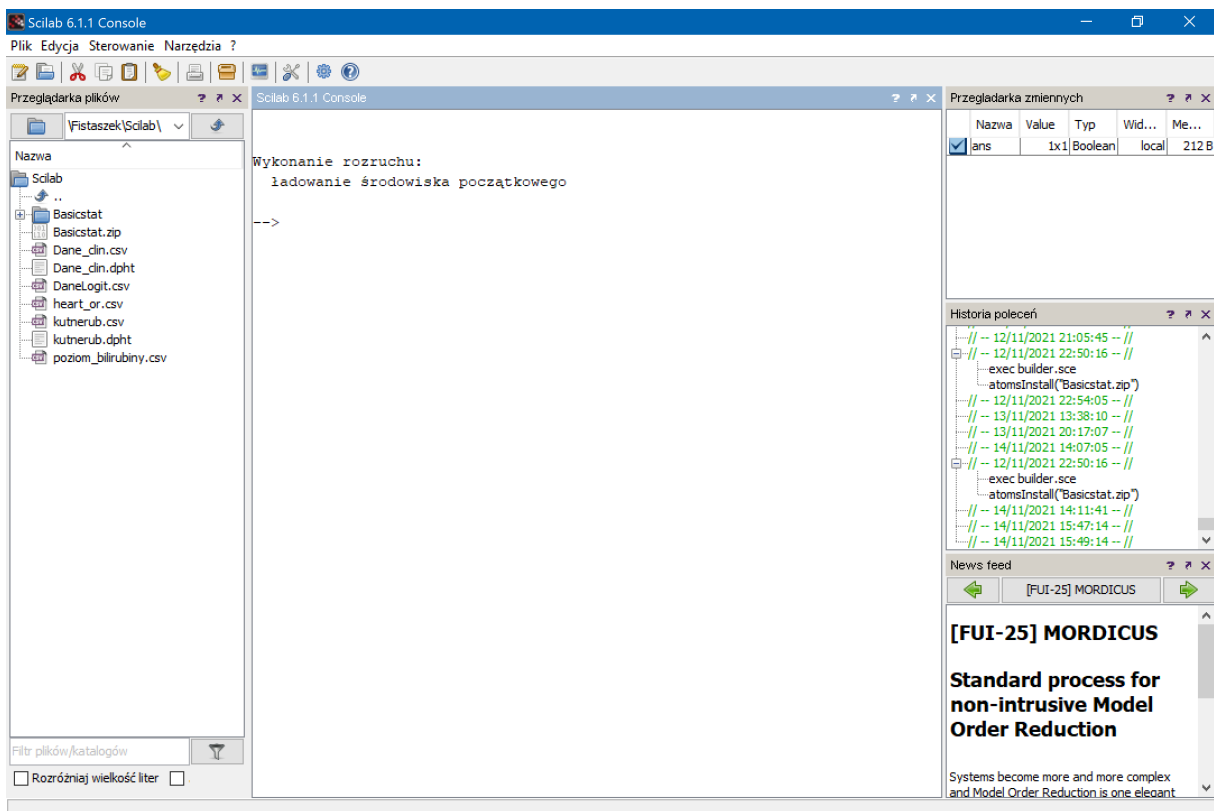 Scilab 6.1.1 Console
Plik Edycja Sterowanie Narzędzia ?
Przeglądarka plików
\Fistaszek\Scilab\
Nazwa
Scilab
..
Basicstat
Basicstat.zip
Dane_clin.csv
Dane_clin.dpht
DaneLogit.csv
heart_or.csv
kutnerub.csv
kutnerub.dpht
poziom_bilirubiny.csv
Filtr plików/katalogów
Rozróżniaj wielkość liter
Scilab 6.1.1 Console
Wykonanie rozruchu:
ładowanie środowiska początkowego
-->
Przegladarka zmiennych
Nazwa Value Typ Wid... Me...
ans 1x1 Boolean local 212 B
Historia poleceń
// -- 12/11/2021 21:05:45 -- //
// -- 12/11/2021 22:50:16 -- //
exec builder.sce
atomsInstall("Basicstat.zip")
// -- 12/11/2021 22:54:05 -- //
// -- 13/11/2021 13:38:10 -- //
// -- 13/11/2021 20:17:07 -- //
// -- 14/11/2021 14:07:05 -- //
// -- 12/11/2021 22:50:16 -- //
exec builder.sce
atomsInstall("Basicstat.zip")
// -- 14/11/2021 14:11:41 -- //
// -- 14/11/2021 15:47:14 -- //
// -- 14/11/2021 15:49:14 -- //
News feed
[FUI-25] MORDICUS
[FUI-25] MORDICUS
Standard process for
non-intrusive Model
Order Reduction
Systems become more and more complex
and Model Order Reduction is one elegant